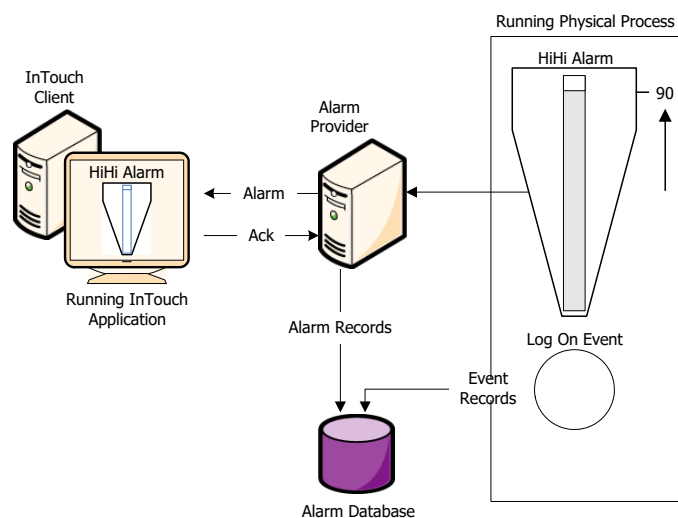 Running Physical Process
HiHi Alarm
90
InTouch
Client
Alarm
Provider
HiHi Alarm
Alarm
Ack
Running InTouch
Application
Alarm Records
Log On Event
Event
Records
Alarm Database